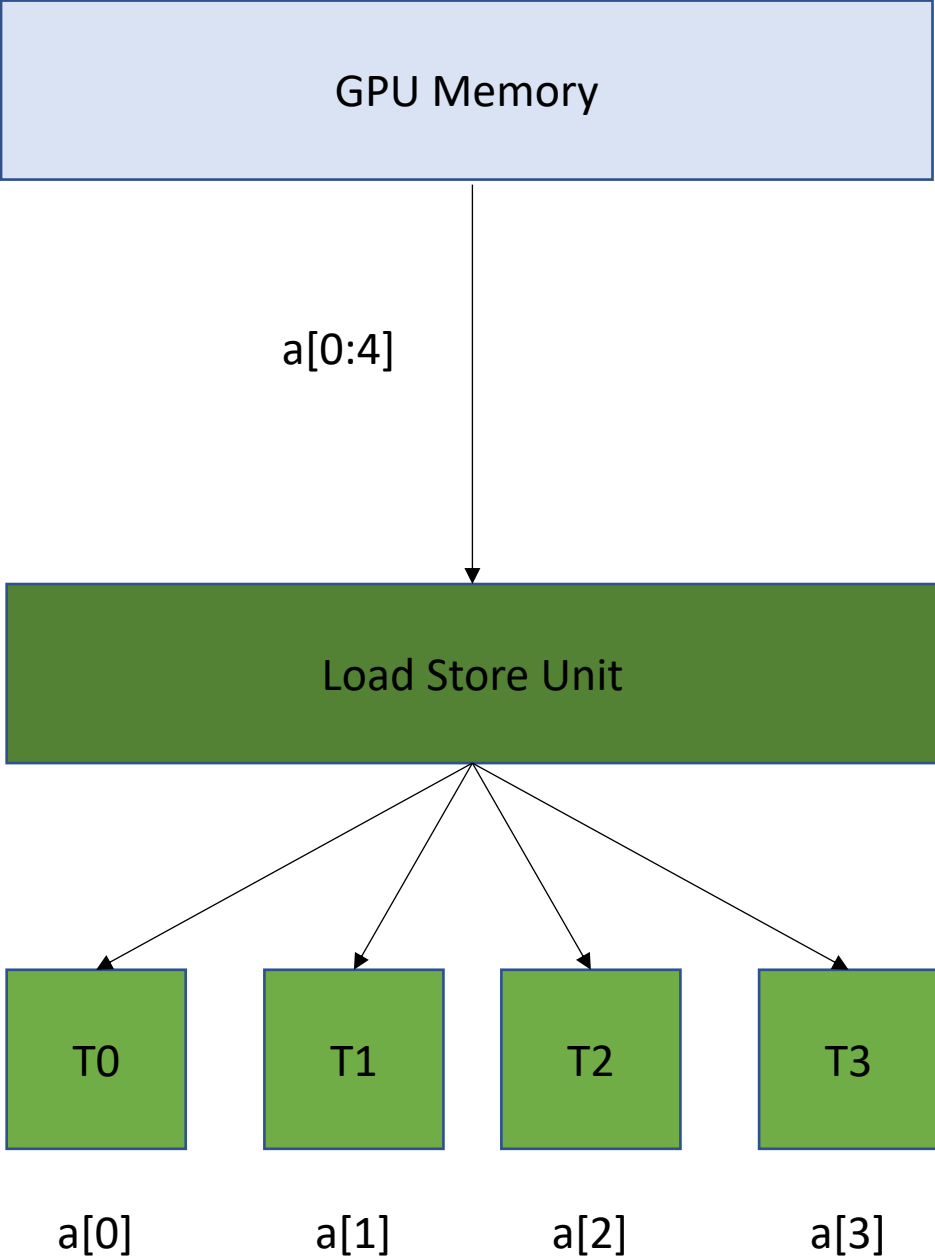 GPU Memory
a[0:4]
Load Store Unit
T0
T1
T2
T3
a[0]
a[1]
a[2]
a[3]